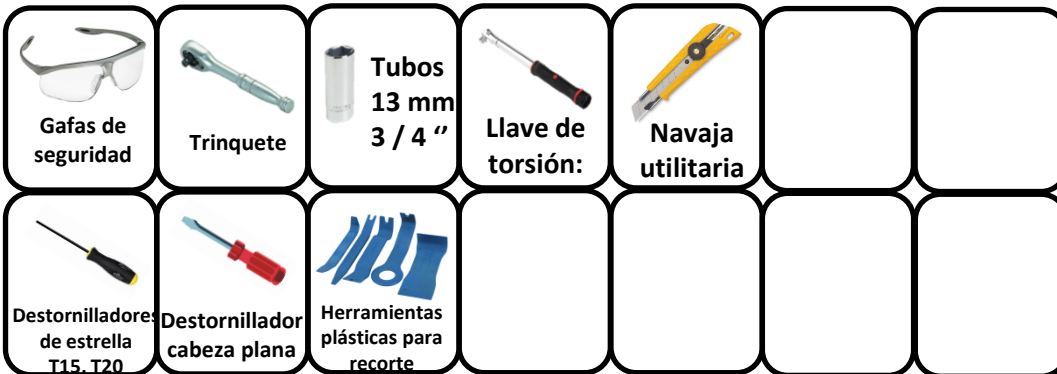 Gafas de
seguridad
Trinquete
Tubos
13 mm
3 / 4 ‘’
Llave de
torsión:
Navaja
utilitaria
Destornilladores
de estrella
T15, T20
Destornillador
cabeza plana
Herramientas
plásticas para
recorte